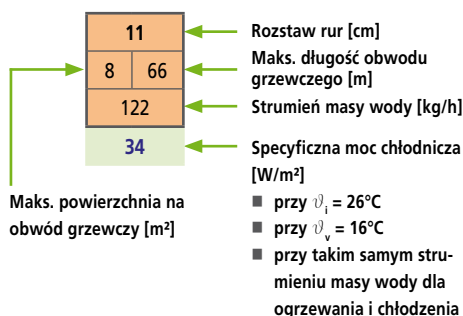 11
8 66
122
34
Rozstaw rur [cm]
Maks. długość obwodu
grzewczego [m]
Strumień masy wody [kg/h]
Specyficzna moc chłodnicza
[W/m²]
■ przy ϑi = 26°C
■ przy ϑv = 16°C
■ przy takim samym stru-
mieniu masy wody dla
ogrzewania i chłodzenia
Maks. powierzchnia na
obwód grzewczy [m²]